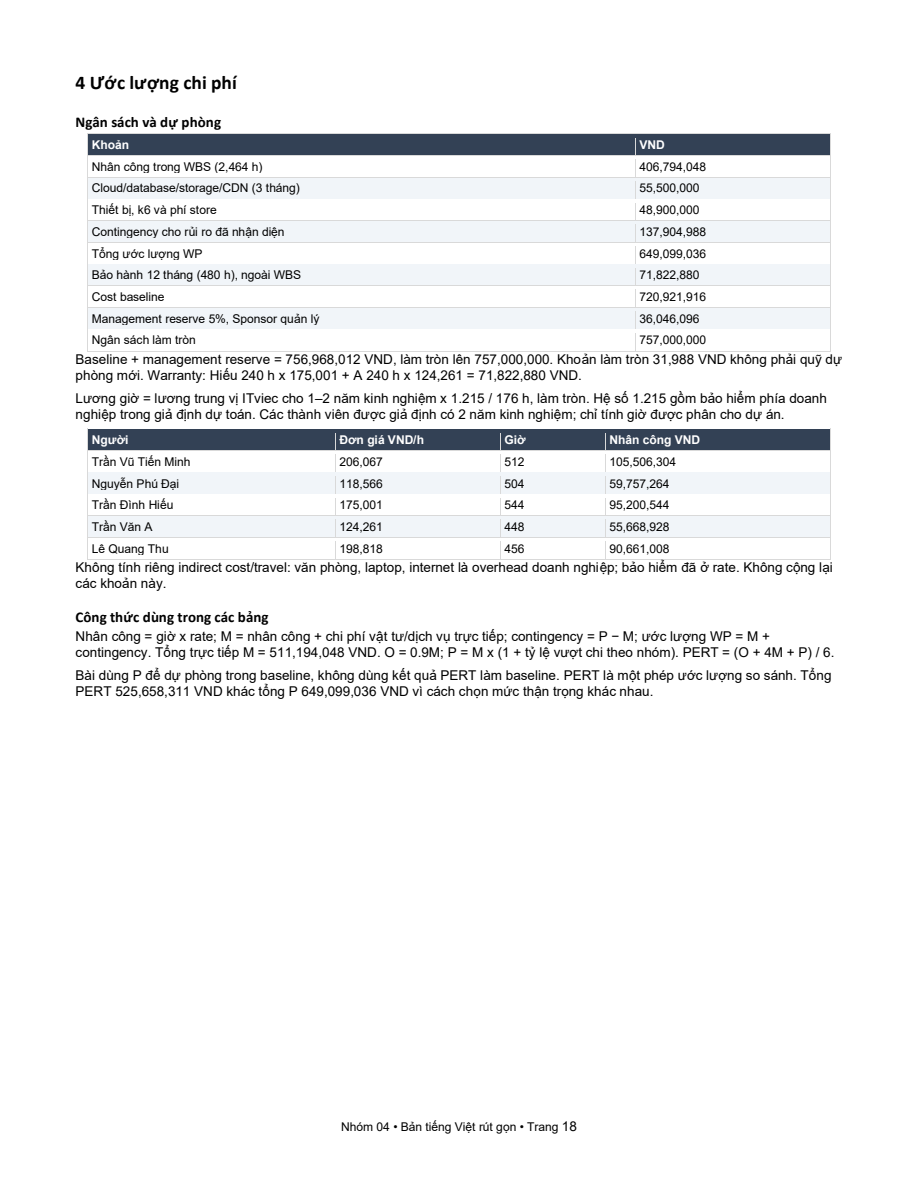 4 Ước lượng chi phí
Ngân sách và dự phòng
Khoản VND
Nhân công trong WBS (2,464 h) 406,794,048
Cloud/database/storage/CDN (3 tháng) 55,500,000
Thiết bị, k6 và phí store 48,900,000
Contingency cho rủi ro đã nhận diện 137,904,988
Tổng ước lượng WP 649,099,036
Bảo hành 12 tháng (480 h), ngoài WBS 71,822,880
Cost baseline 720,921,916
Management reserve 5%, Sponsor quản lý 36,046,096
Ngân sách làm tròn 757,000,000
Baseline + management reserve = 756,968,012 VND, làm tròn lên 757,000,000. Khoản làm tròn 31,988 VND không phải quỹ dự
phòng mới. Warranty: Hiếu 240 h x 175,001 + A 240 h x 124,261 = 71,822,880 VND.
Lương giờ = lương trung vị ITviec cho 1–2 năm kinh nghiệm x 1.215 / 176 h, làm tròn. Hệ số 1.215 gồm bảo hiểm phía doanh
nghiệp trong giả định dự toán. Các thành viên được giả định có 2 năm kinh nghiệm; chỉ tính giờ được phân cho dự án.
Người Đơn giá VND/h Giờ Nhân công VND
Trần Vũ Tiến Minh 206,067 512 105,506,304
Nguyễn Phú Đại 118,566 504 59,757,264
Trần Đình Hiếu 175,001 544 95,200,544
Trần Văn A 124,261 448 55,668,928
Lê Quang Thu 198,818 456 90,661,008
Không tính riêng indirect cost/travel: văn phòng, laptop, internet là overhead doanh nghiệp; bảo hiểm đã ở rate. Không cộng lại
các khoản này.
Công thức dùng trong các bảng
Nhân công = giờ x rate; M = nhân công + chi phí vật tư/dịch vụ trực tiếp; contingency = P − M; ước lượng WP = M +
contingency. Tổng trực tiếp M = 511,194,048 VND. O = 0.9M; P = M x (1 + tỷ lệ vượt chi theo nhóm). PERT = (O + 4M + P) / 6.
Bài dùng P để dự phòng trong baseline, không dùng kết quả PERT làm baseline. PERT là một phép ước lượng so sánh. Tổng
PERT 525,658,311 VND khác tổng P 649,099,036 VND vì cách chọn mức thận trọng khác nhau.
Nhóm 04 • Bản tiếng Việt rút gọn • Trang 18